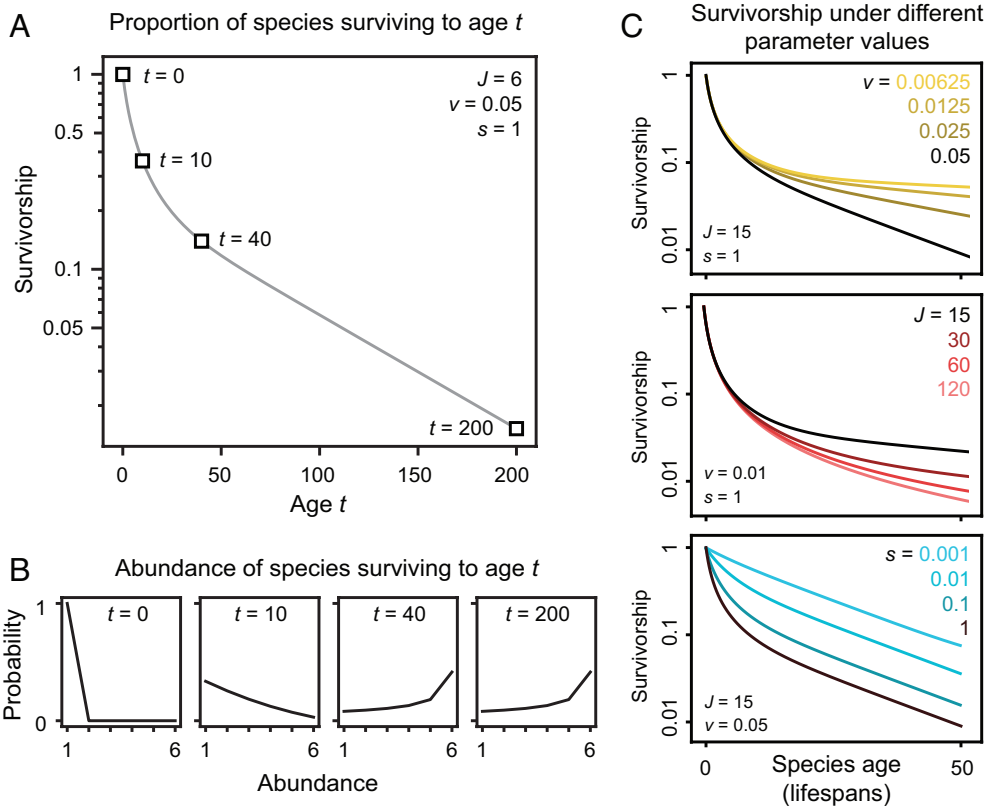 A
Proportion of species surviving to age t
1
0.5
0.1
0.05
Survivorship
t = 0
t = 10
t = 40
t = 200
J = 6
v = 0.05
s = 1
0
50
100
150
200
Age t
B
Abundance of species surviving to age t
Probability
1
0
t = 0
t = 10
t = 40
t = 200
1
6
1
6
1
6
1
6
Abundance
C
Survivorship under different
parameter values
Survivorship
1
0.1
0.01
v = 0.00625
0.0125
0.025
0.05
J = 15
s = 1
Survivorship
1
0.1
0.01
J = 15
30
60
120
v = 0.01
s = 1
Survivorship
1
0.1
0.01
s = 0.001
0.01
0.1
1
J = 15
v = 0.05
0
50
Species age
(lifespans)